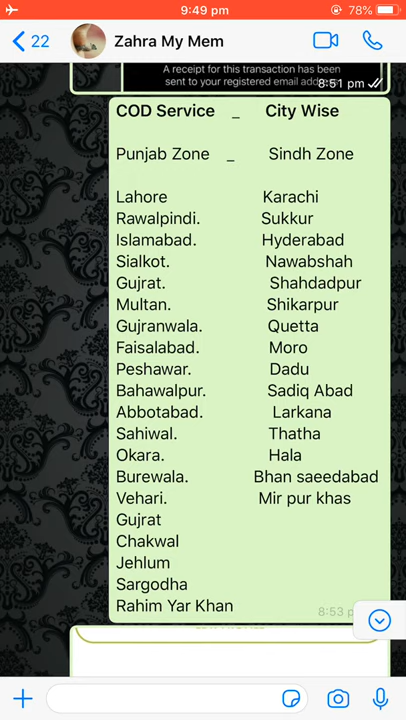 9:49 pm
78%
22
Zahra My Mem
A receipt for this transaction has been
sent to your registered email
8:51 pm
COD Service _ City Wise
Punjab Zone _ Sindh Zone
Lahore Karachi
Rawalpindi. Sukkur
Islamabad. Hyderabad
Sialkot. Nawabshah
Gujrat. Shahdadpur
Multan. Shikarpur
Gujranwala. Quetta
Faisalabad. Moro
Peshawar. Dadu
Bahawalpur. Sadiq Abad
Abbotabad. Larkana
Sahiwal. Thatha
Okara. Hala
Burewala. Bhan saeedabad
Vehari. Mir pur khas
Gujrat
Chakwal
Jehlum
Sargodha
Rahim Yar Khan
8:53